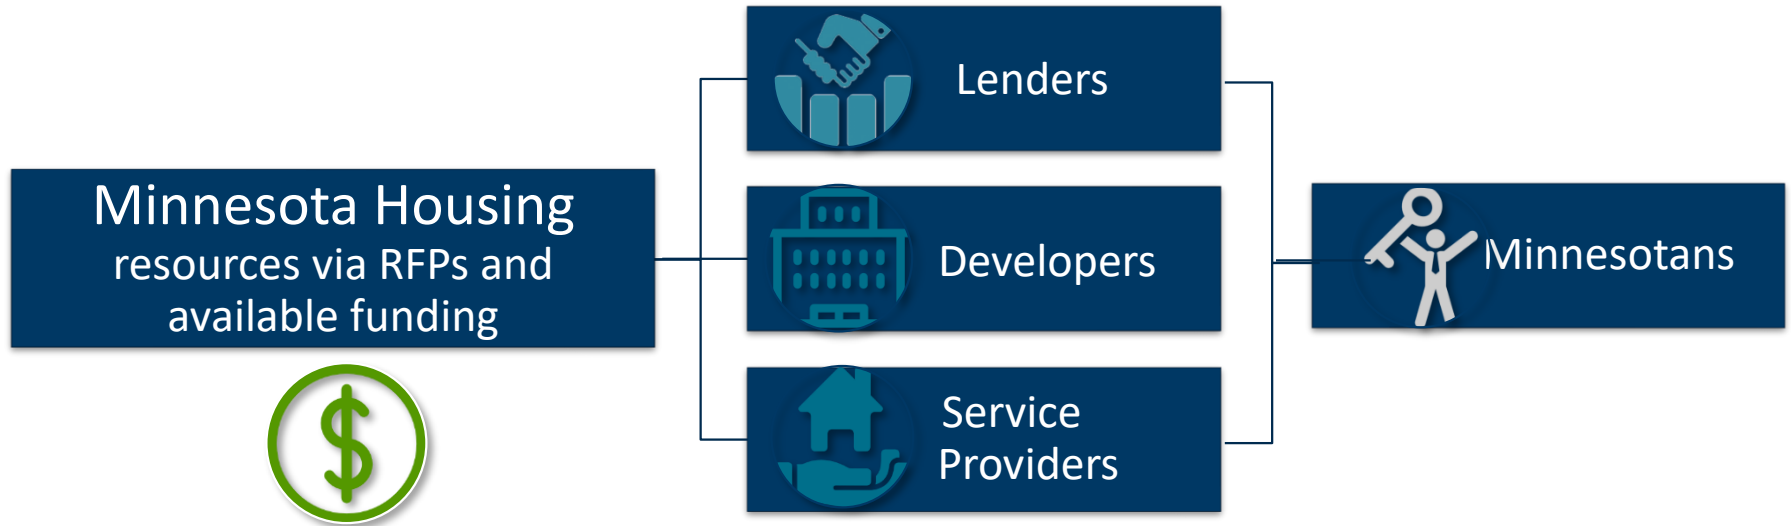 Minnesota Housing
resources via RFPs and
available funding
$
Lenders
Developers
Service
Providers
Minnesotans